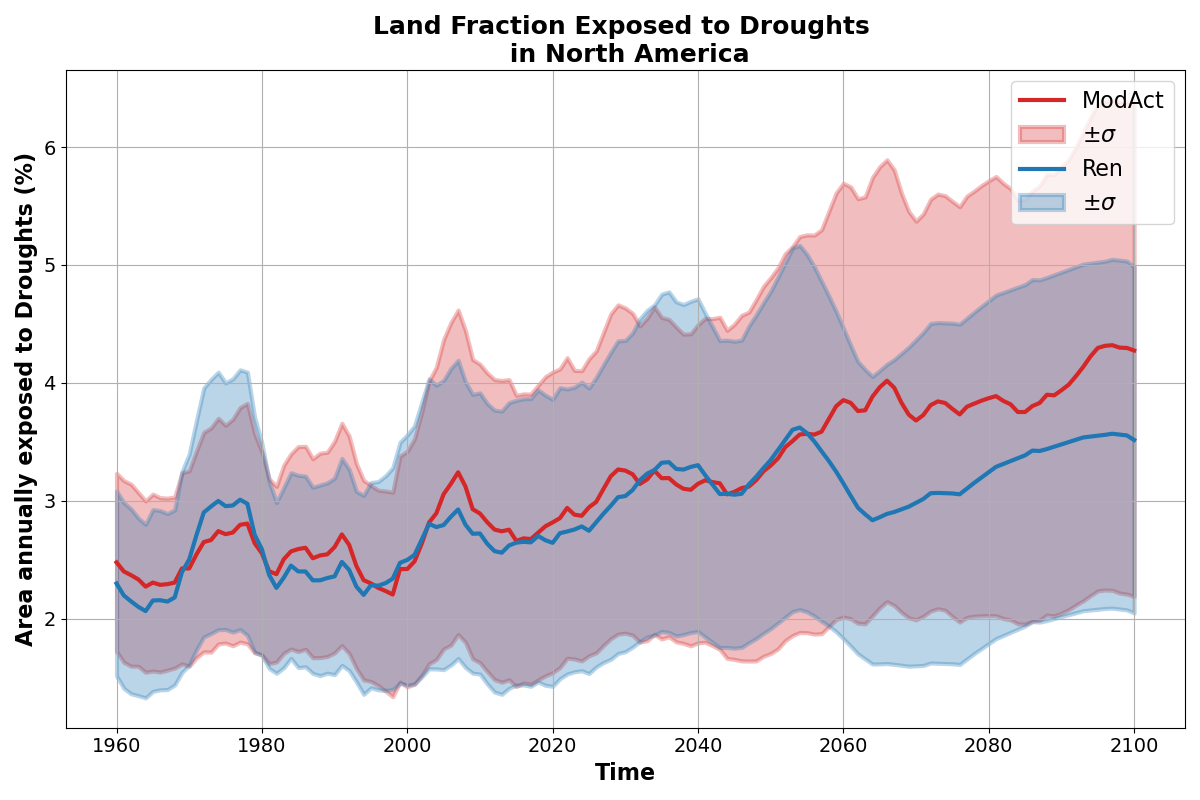 Land Fraction Exposed to Droughts
in North America
Area annually exposed to Droughts (%)
6
5
4
3
2
1960 1980 2000 2020 2040 2060 2080 2100
Time
ModAct
±σ
Ren
±σ